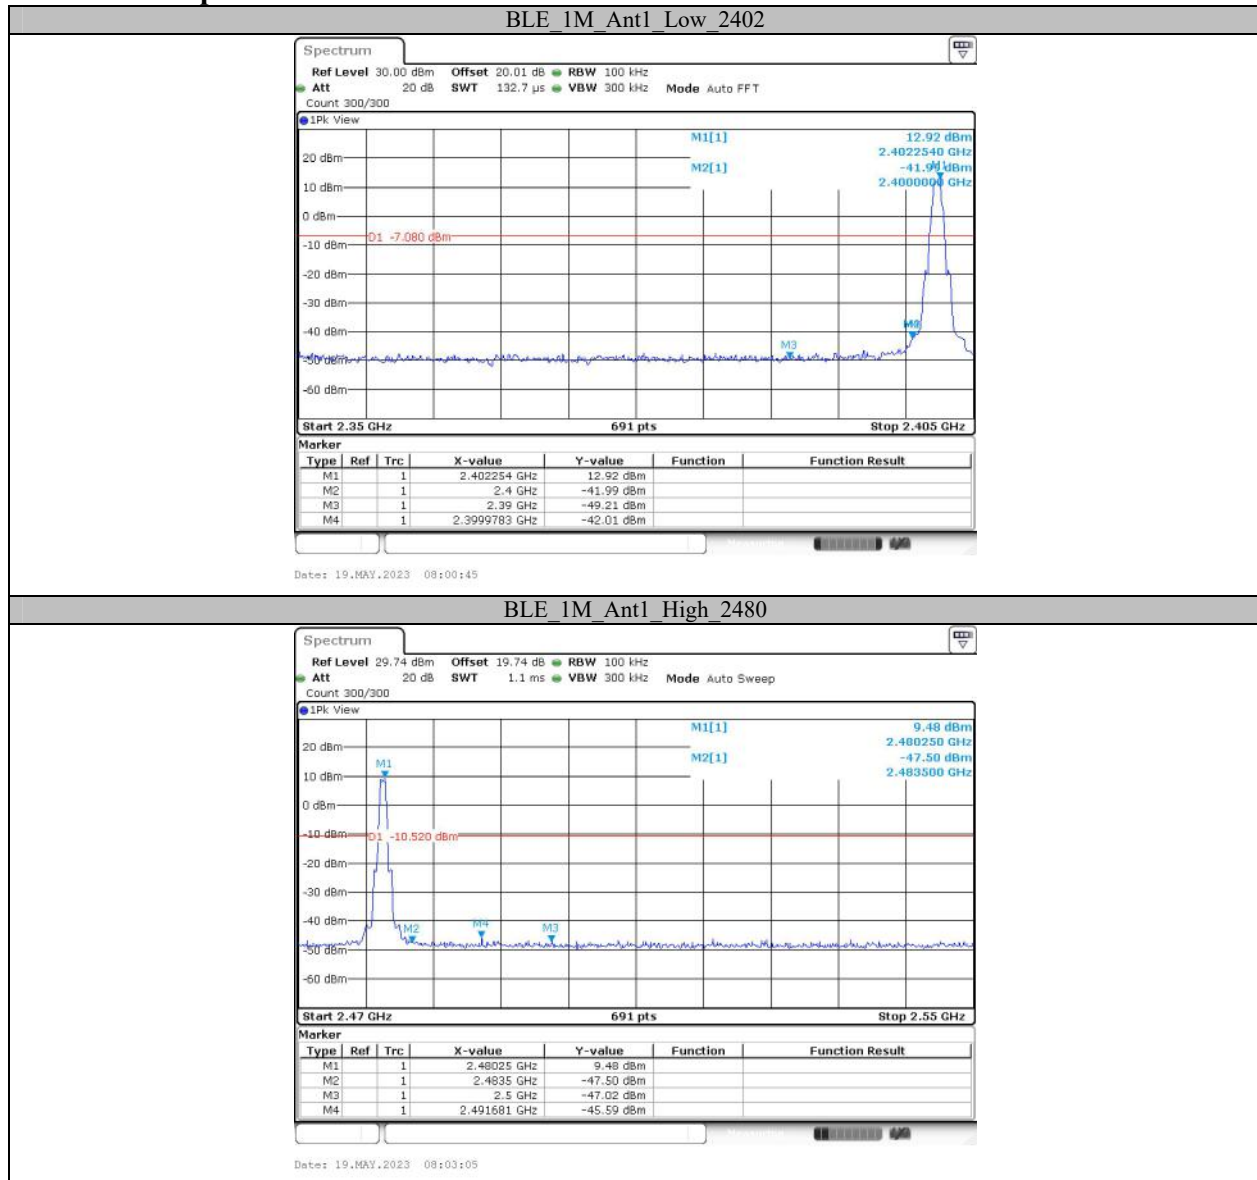 BLE_1M_Ant1_Low_2402
Spectrum
Ref Level 30.00 dBm Offset 20.01 dB RBW 100 kHz
Att 20 dB SWT 132.7 µs VBW 300 kHz Mode Auto FFT
Count 300/300
1Pk View
M1[1] 12.92 dBm
2.4022540 GHz
M2[1] -41.99 dBm
2.4000000 GHz
M1
20 dBm
10 dBm
0 dBm
D1 -7.080 dBm
-10 dBm
-20 dBm
-30 dBm
-40 dBm
M3
-50 dBm
-60 dBm
Start 2.35 GHz 691 pts Stop 2.405 GHz
Marker
Type Ref Trc X-value Y-value Function Function Result
M1 1 2.402254 GHz 12.92 dBm
M2 1 2.4 GHz -41.99 dBm
M3 1 2.39 GHz -49.21 dBm
M4 1 2.3999783 GHz -42.01 dBm
Date: 19.MAY.2023 08:00:45
BLE_1M_Ant1_High_2480
Spectrum
Ref Level 29.74 dBm Offset 19.74 dB RBW 100 kHz
Att 20 dB SWT 1.1 ms VBW 300 kHz Mode Auto Sweep
Count 300/300
1Pk View
M1[1] 9.48 dBm
2.480250 GHz
M2[1] -47.50 dBm
2.483500 GHz
20 dBm
M1
10 dBm
0 dBm
-10 dBm
D1 -10.520 dBm
-20 dBm
-30 dBm
-40 dBm
M2 M4 M3
-50 dBm
-60 dBm
Start 2.47 GHz 691 pts Stop 2.55 GHz
Marker
Type Ref Trc X-value Y-value Function Function Result
M1 1 2.48025 GHz 9.48 dBm
M2 1 2.4835 GHz -47.50 dBm
M3 1 2.5 GHz -47.02 dBm
M4 1 2.491681 GHz -45.59 dBm
Date: 19.MAY.2023 08:03:05